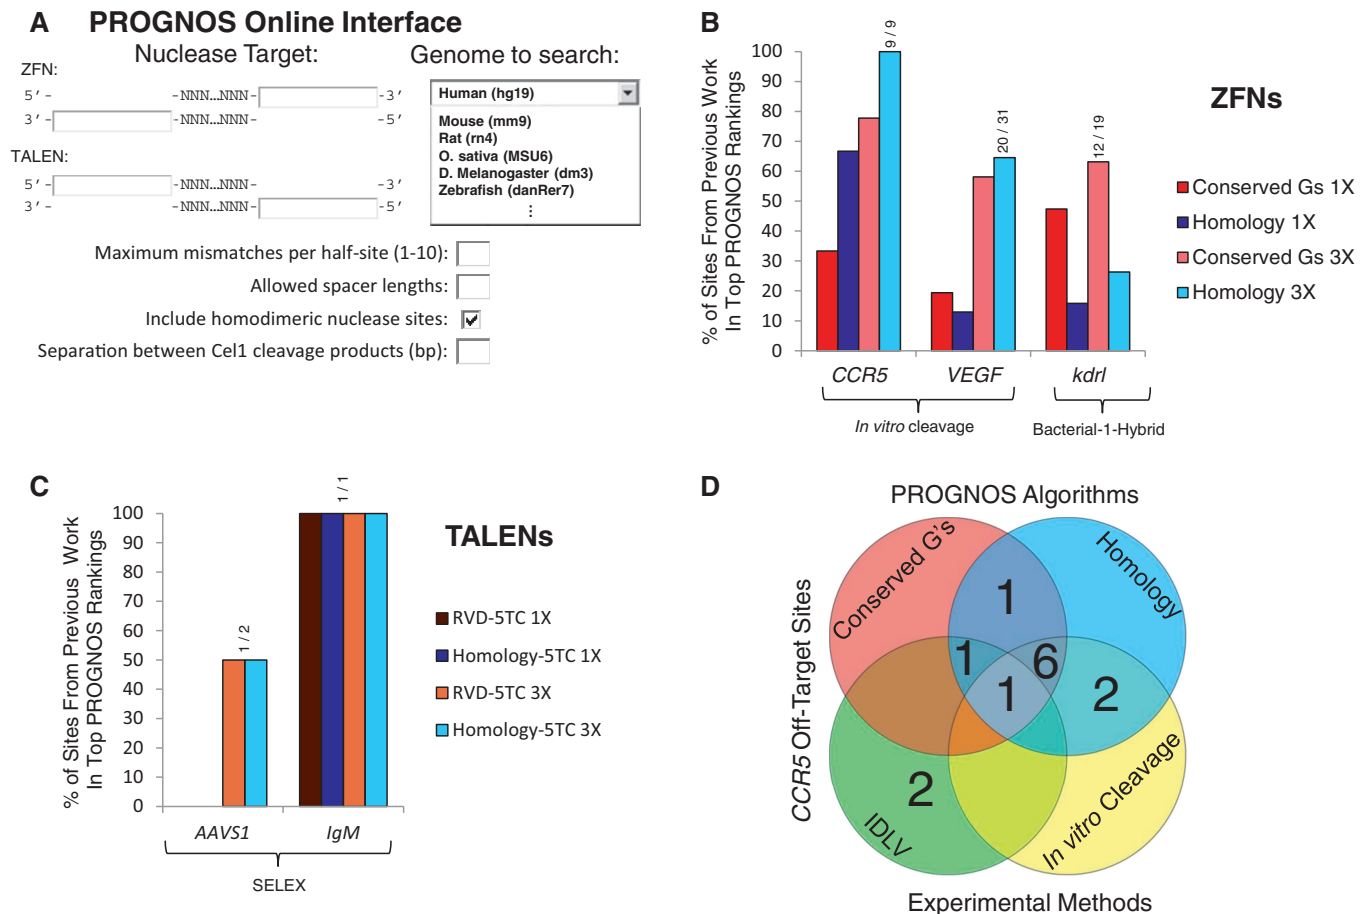 A PROGNOS Online Interface
Nuclease Target:
Genome to search:
ZFN:
5′- -NNN…NNN- -3′
3′- -NNN…NNN- -5′
TALEN:
5′- -NNN…NNN- -3′
3′- -NNN…NNN- -5′
Human (hg19)
Mouse (mm9)
Rat (rn4)
O. sativa (MSU6)
D. Melanogaster (dm3)
Zebrafish (danRer7)
⋮
Maximum mismatches per half-site (1-10):
Allowed spacer lengths:
Include homodimeric nuclease sites:
Separation between Cel1 cleavage products (bp):
B
% of Sites From Previous Work
In Top PROGNOS Rankings
100
90
80
70
60
50
40
30
20
10
0
9 / 9
20 / 31
12 / 19
CCR5
VEGF
kdrl
In vitro cleavage
Bacterial-1-Hybrid
ZFNs
Conserved Gs 1X
Homology 1X
Conserved Gs 3X
Homology 3X
C
% of Sites From Previous Work
In Top PROGNOS Rankings
100
90
80
70
60
50
40
30
20
10
0
1 / 2
1 / 1
AAVS1
IgM
SELEX
TALENs
RVD-5TC 1X
Homology-5TC 1X
RVD-5TC 3X
Homology-5TC 3X
D
PROGNOS Algorithms
CCR5 Off-Target Sites
Conserved G's
Homology
1
1
6
1
2
2
IDLV
In vitro Cleavage
Experimental Methods